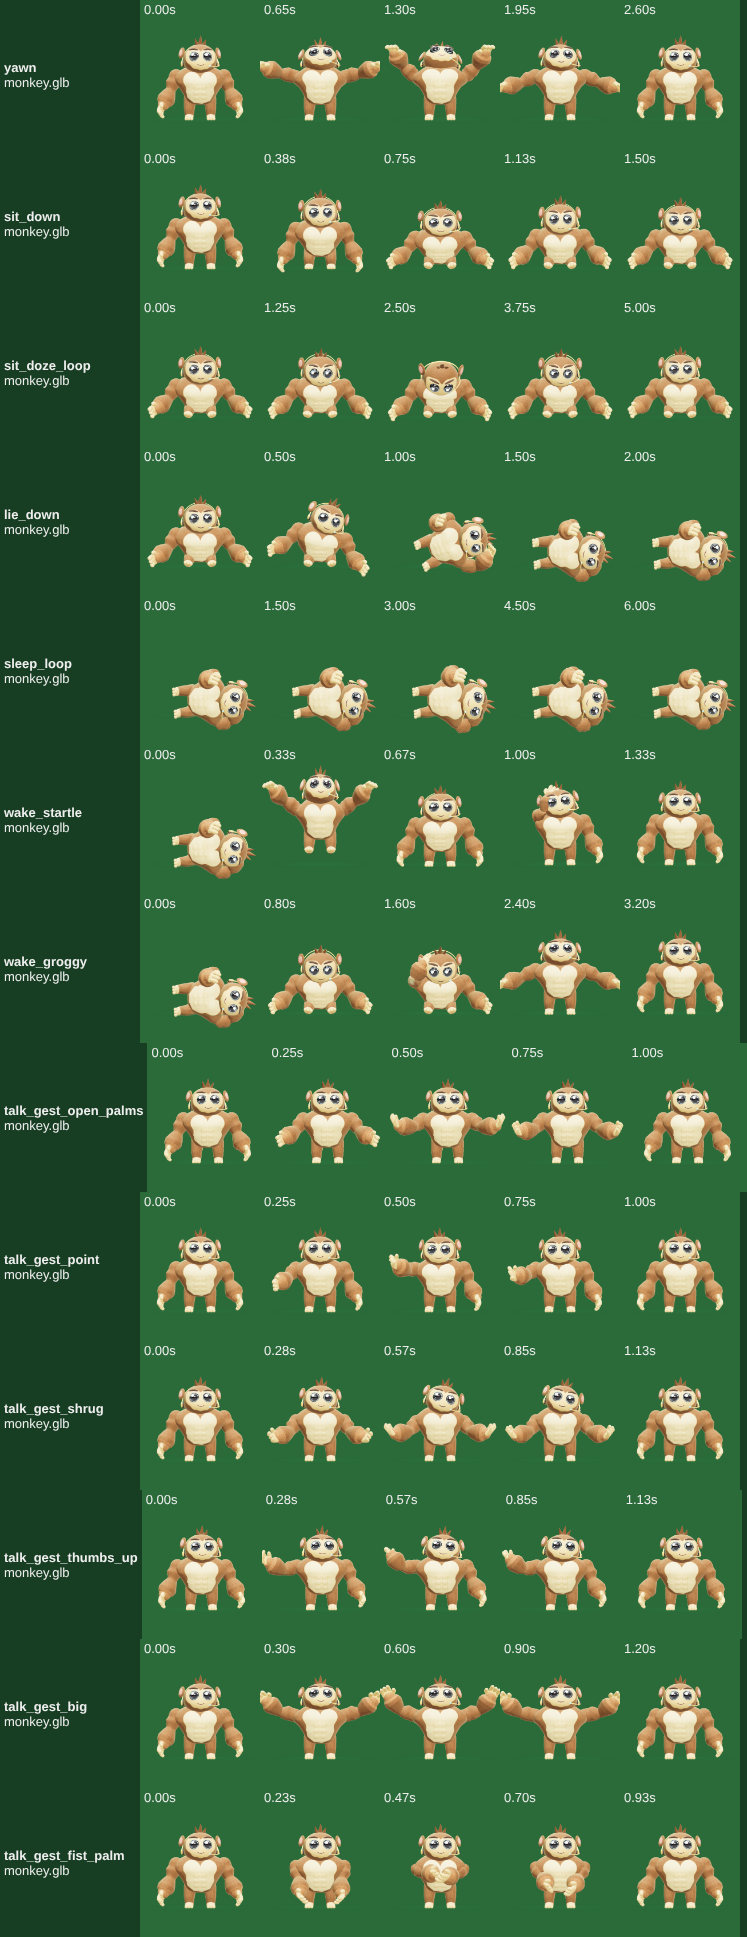 0.00s 0.65s 1.30s 1.95s 2.60s
yawn
monkey.glb
0.00s 0.38s 0.75s 1.13s 1.50s
sit_down
monkey.glb
0.00s 1.25s 2.50s 3.75s 5.00s
sit_doze_loop
monkey.glb
0.00s 0.50s 1.00s 1.50s 2.00s
lie_down
monkey.glb
0.00s 1.50s 3.00s 4.50s 6.00s
sleep_loop
monkey.glb
0.00s 0.33s 0.67s 1.00s 1.33s
wake_startle
monkey.glb
0.00s 0.80s 1.60s 2.40s 3.20s
wake_groggy
monkey.glb
0.00s 0.25s 0.50s 0.75s 1.00s
talk_gest_open_palms
monkey.glb
0.00s 0.25s 0.50s 0.75s 1.00s
talk_gest_point
monkey.glb
0.00s 0.28s 0.57s 0.85s 1.13s
talk_gest_shrug
monkey.glb
0.00s 0.28s 0.57s 0.85s 1.13s
talk_gest_thumbs_up
monkey.glb
0.00s 0.30s 0.60s 0.90s 1.20s
talk_gest_big
monkey.glb
0.00s 0.23s 0.47s 0.70s 0.93s
talk_gest_fist_palm
monkey.glb